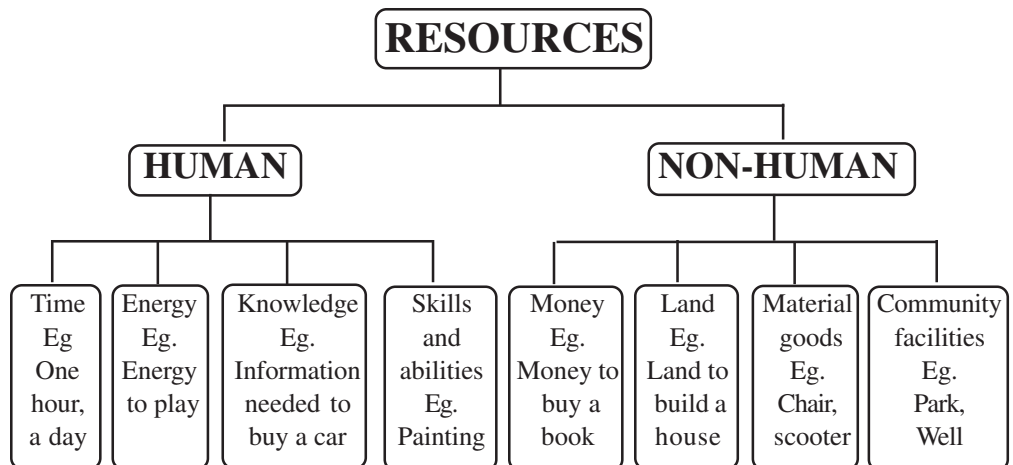 RESOURCES
HUMAN
NON-HUMAN
Time
Eg
One
hour,
a day
Energy
Eg.
Energy
to play
Knowledge
Eg.
Information
needed to
buy a car
Skills
and
abilities
Eg.
Painting
Money
Eg.
Money to
buy a
book
Land
Eg.
Land to
build a
house
Material
goods
Eg.
Chair,
scooter
Community
facilities
Eg.
Park,
Well